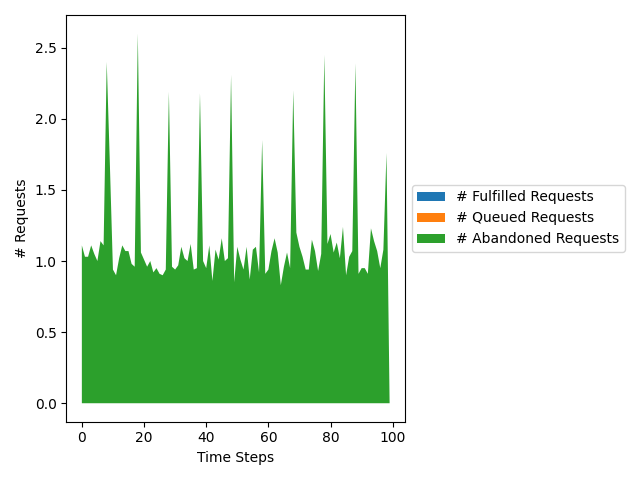 2.5
2.0
1.5
1.0
0.5
0.0
# Requests
0
20
40
60
80
100
Time Steps
# Fulfilled Requests
# Queued Requests
# Abandoned Requests